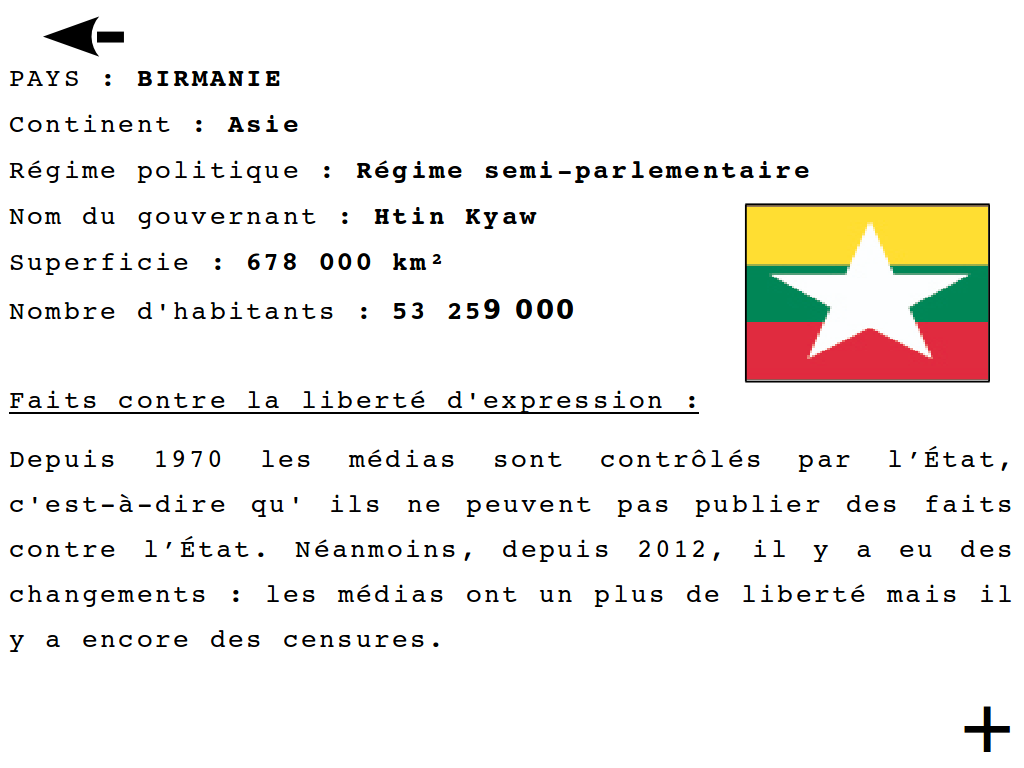 PAYS : BIRMANIE
Continent : Asie
Régime politique : Régime semi-parlementaire
Nom du gouvernant : Htin Kyaw
Superficie : 678 000 km²
Nombre d'habitants : 53 259 000
Faits contre la liberté d'expression :
Depuis 1970 les médias sont contrôlés par l’État,
c'est-à-dire qu' ils ne peuvent pas publier des faits
contre l’État. Néanmoins, depuis 2012, il y a eu des
changements : les médias ont un plus de liberté mais il
y a encore des censures.
+